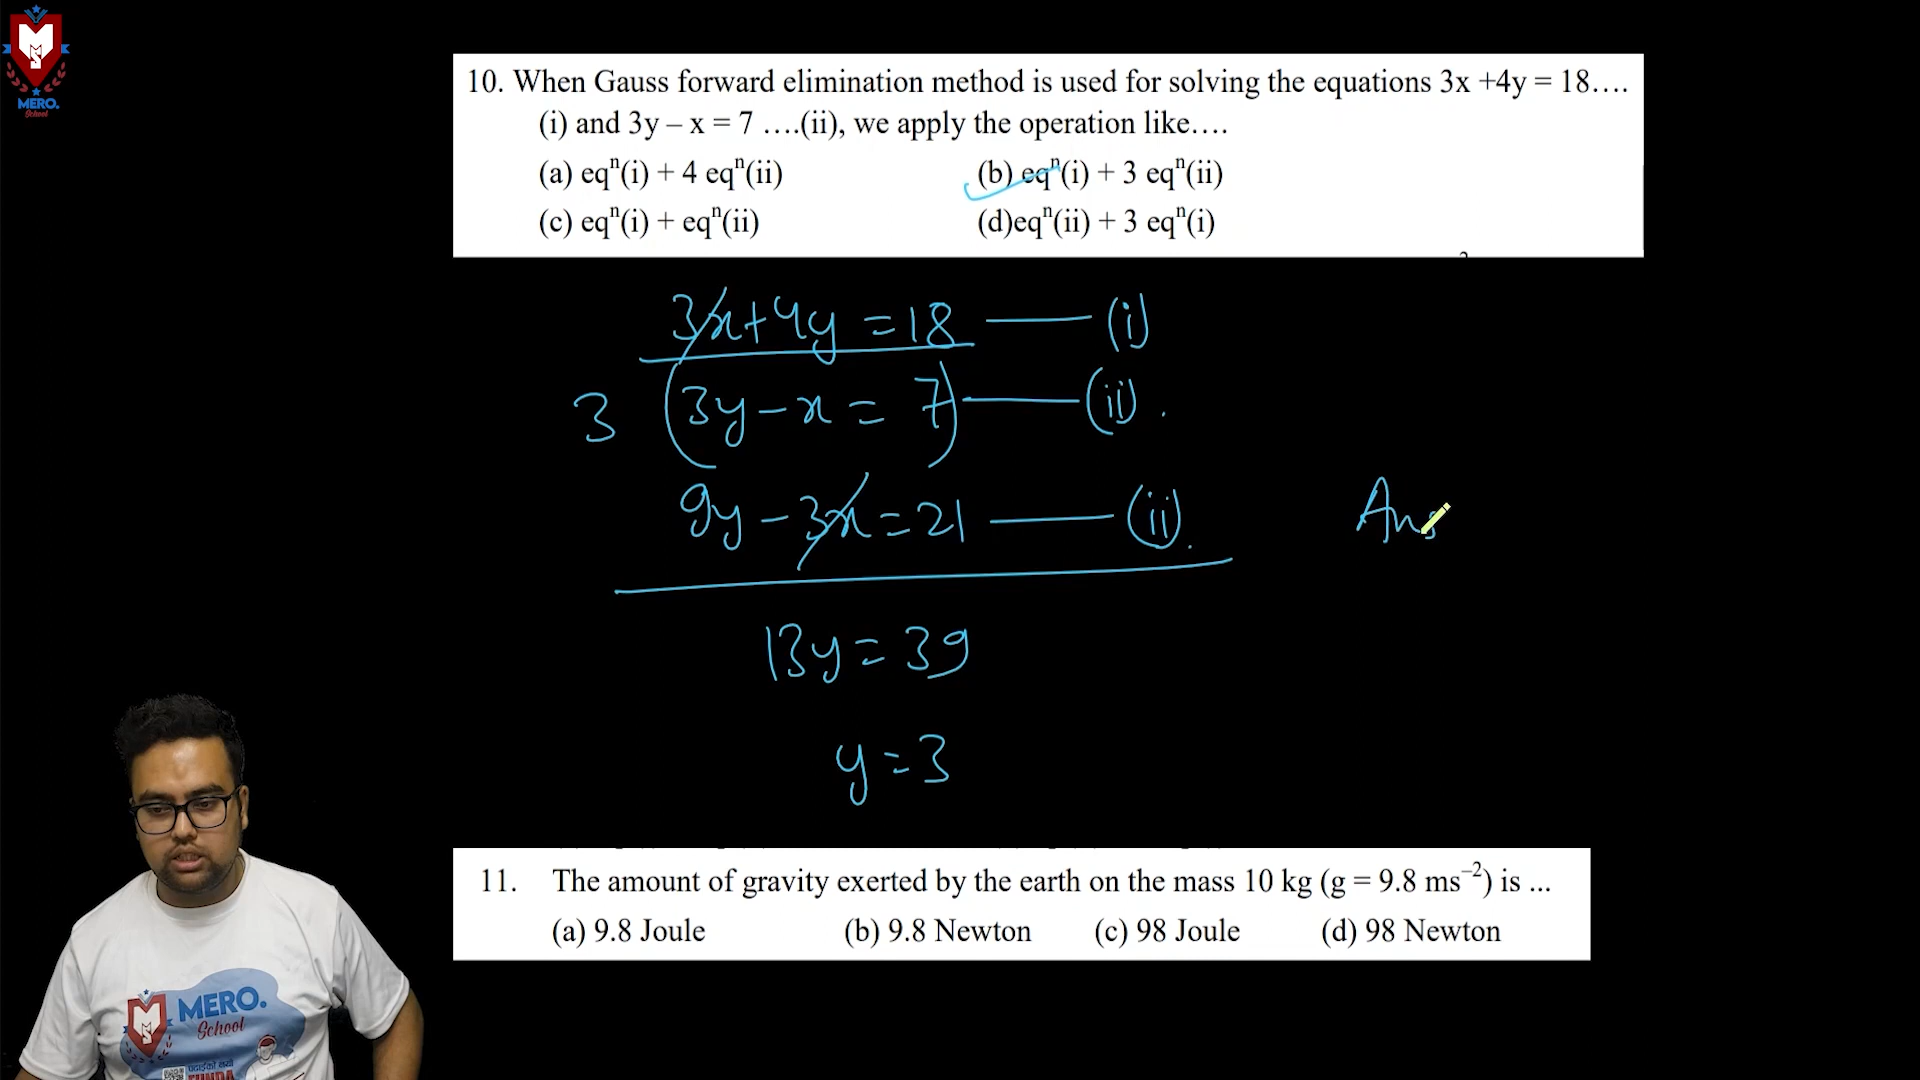 M
S
MERO.
School
10. When Gauss forward elimination method is used for solving the equations 3x +4y = 18….
(i) and 3y – x = 7 ….(ii), we apply the operation like….
(a) eqⁿ(i) + 4 eqⁿ(ii) (b) eqⁿ(i) + 3 eqⁿ(ii)
(c) eqⁿ(i) + eqⁿ(ii) (d)eqⁿ(ii) + 3 eqⁿ(i)
3x+4y = 18 — (i)
3 (3y – x = 7) — (ii).
9y – 3x = 21 — (ii).
Ans
13y = 39
y = 3
11. The amount of gravity exerted by the earth on the mass 10 kg (g = 9.8 ms⁻²) is ...
(a) 9.8 Joule (b) 9.8 Newton (c) 98 Joule (d) 98 Newton
MERO.
School